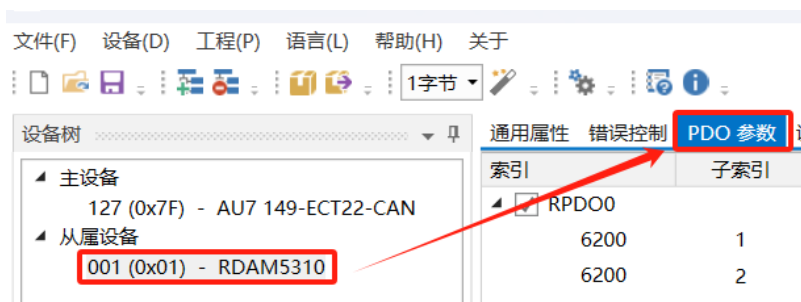 文件(F) 设备(D) 工程(P) 语言(L) 帮助(H) 关于
1字节
设备树
主设备
127 (0x7F) - AU7 149-ECT22-CAN
从属设备
001 (0x01) - RDAM5310
通用属性 错误控制 PDO 参数
索引 子索引
RPDO0
6200 1
6200 2